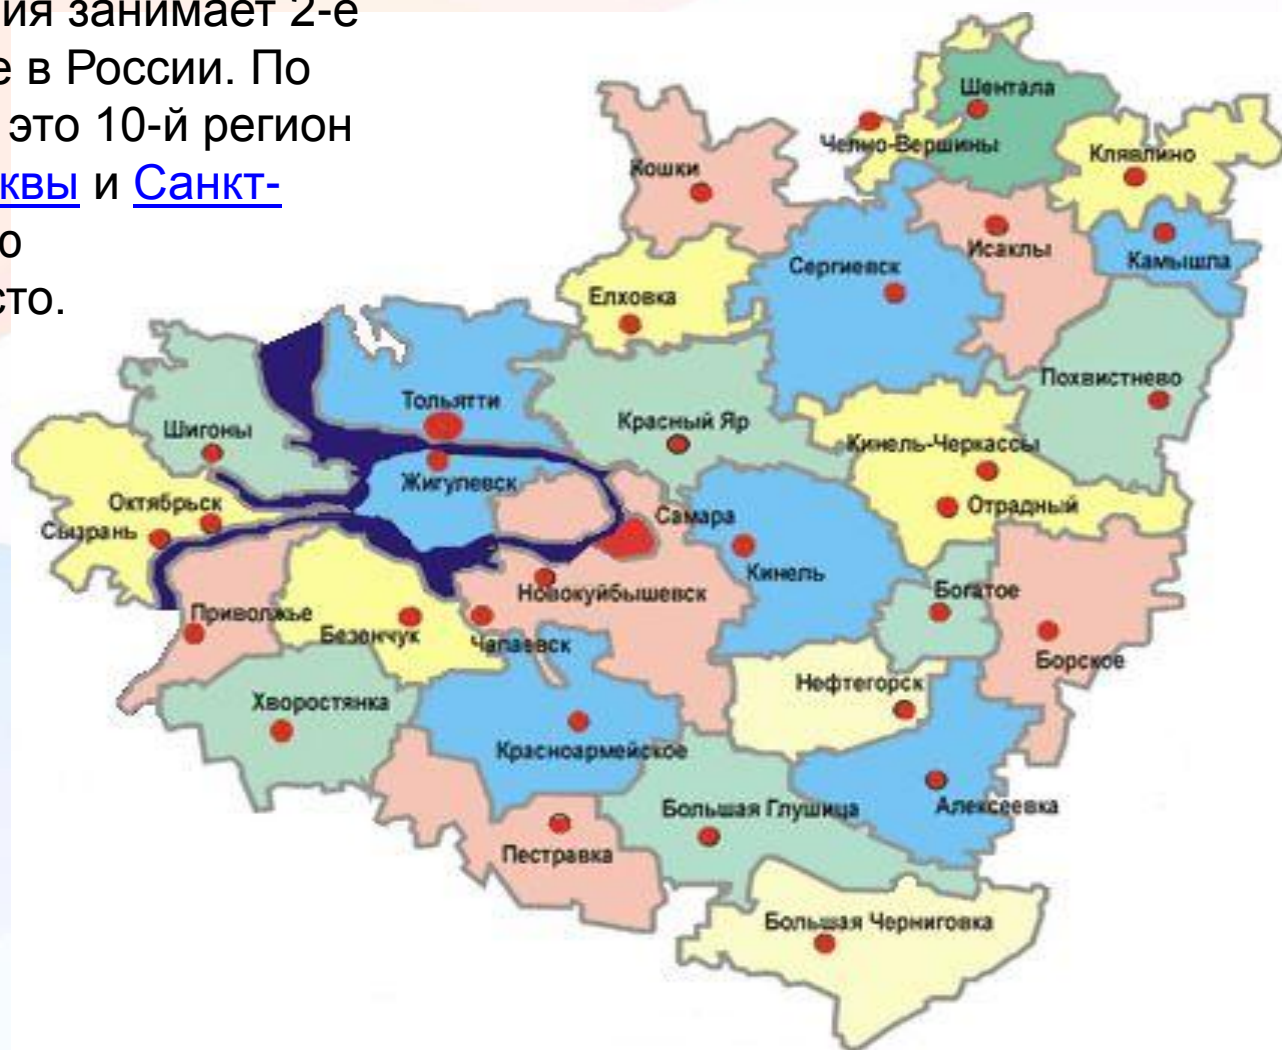 ия занимает 2-е
е в России. По
это 10-й регион
квы и Санкт-
о
сто.
Шентала
Челно-Вершины
Клявлино
Кошки
Исаклы
Камышла
Сергиевск
Елховка
Похвистнево
Тольятти
Красный Яр
Шигоны
Кинель-Черкассы
Жигулевск
Октябрьск
Отрадный
Самара
Сызрань
Кинель
Новокуйбышевск
Богатое
Приволжье
Безенчук
Чапаевск
Борское
Нефтегорск
Хворостянка
Красноармейское
Большая Глушица
Алексеевка
Пестравка
Большая Черниговка